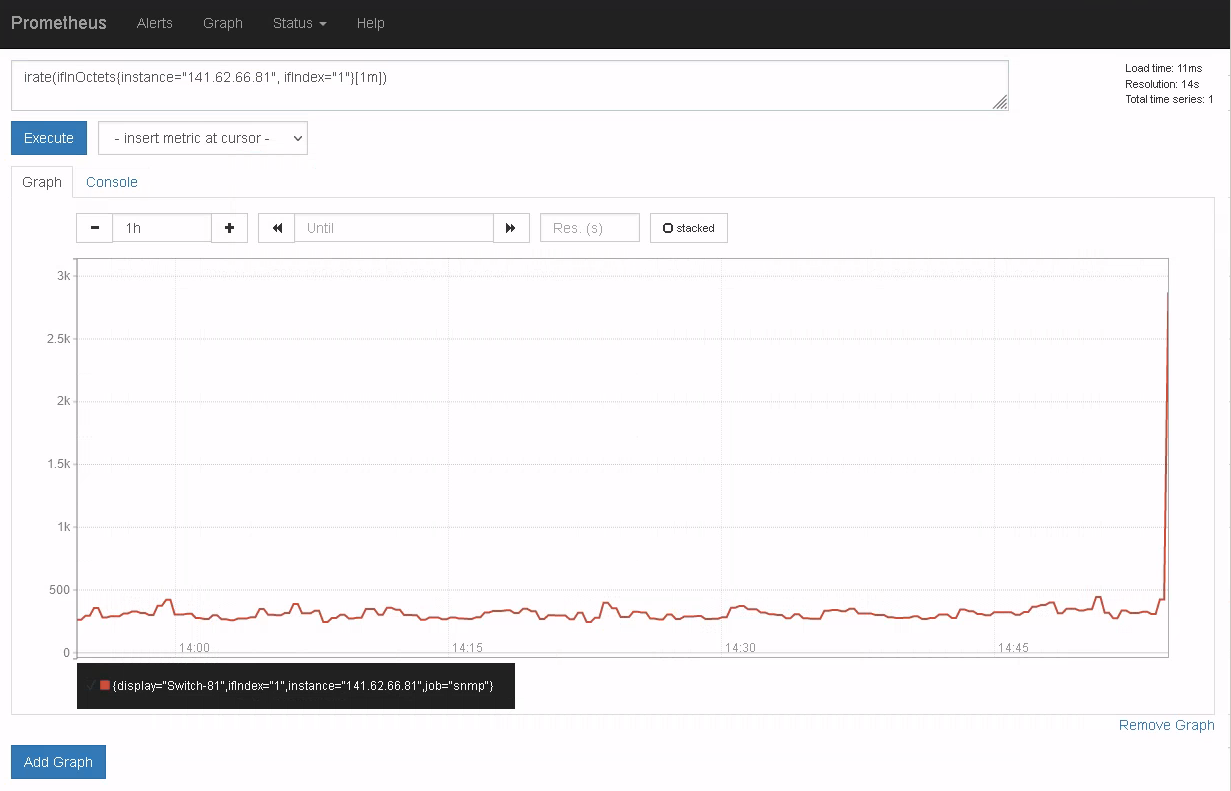 Prometheus Alerts Graph Status Help
irate(ifInOctets{instance="141.62.66.81", ifIndex="1"}[1m])
Load time: 11ms
Resolution: 14s
Total time series: 1
Execute - insert metric at cursor -
Graph Console
1h Until Res. (s) stacked
3k
2.5k
2k
1.5k
1k
500
0
14:00 14:15 14:30 14:45
{display="Switch-81",ifIndex="1",instance="141.62.66.81",job="snmp"}
Remove Graph
Add Graph